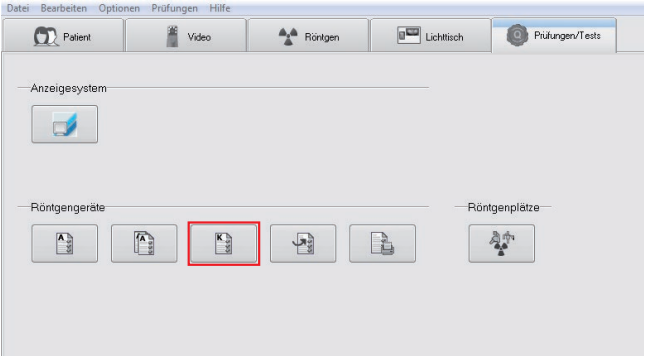 Datei Bearbeiten Optionen Prüfungen Hilfe
Patient Video Röntgen Lichttisch Q Prüfungen/Tests
Anzeigesystem
Röntgengeräte Röntgenplätze
A A K